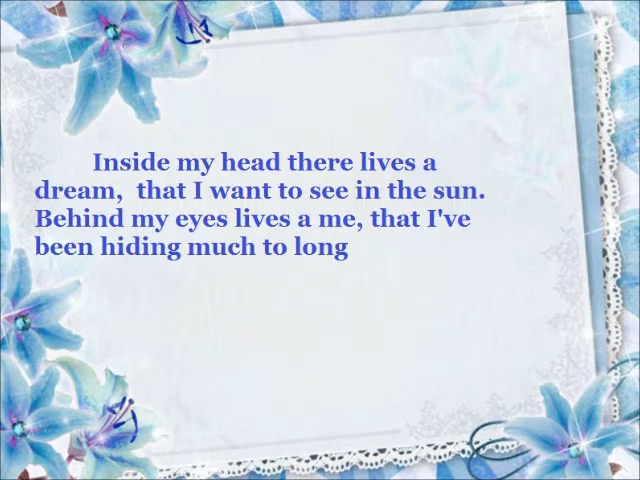 Inside my head there lives a
dream,  that I want to see in the sun.
Behind my eyes lives a me, that I've
been hiding much to long